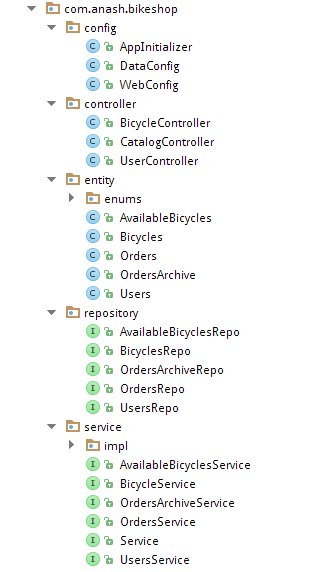 com.anash.bikeshop
config
C AppInitializer
C DataConfig
C WebConfig
controller
C BicycleController
C CatalogController
C UserController
entity
enums
C AvailableBicycles
C Bicycles
C Orders
C OrdersArchive
C Users
repository
I AvailableBicyclesRepo
I BicyclesRepo
I OrdersArchiveRepo
I OrdersRepo
I UsersRepo
service
impl
I AvailableBicyclesService
I BicycleService
I OrdersArchiveService
I OrdersService
I Service
I UsersService